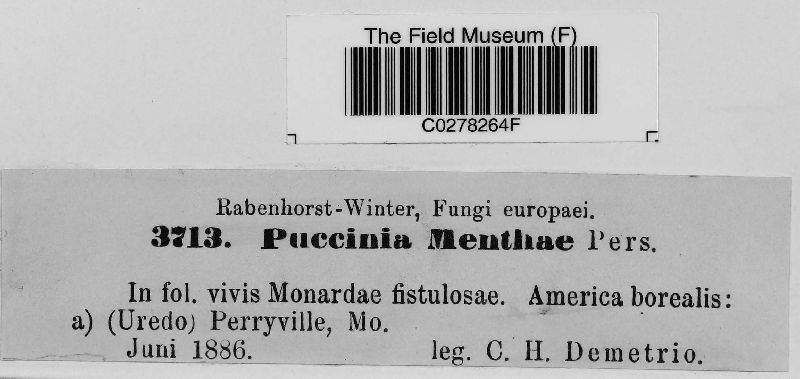 The Field Museum (F)
C0278264F
Rabenhorst-Winter, Fungi europaei.
3713. Puccinia Menthae Pers.
In fol. vivis Monardae fistulosae. America borealis:
a) (Uredo) Perryville, Mo.
Juni 1886. leg. C. H. Demetrio.